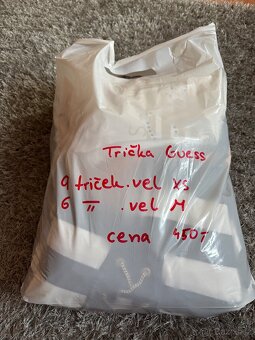 Trička Guess
9 triček. vel XS
6 ·|| · . vel M
cena 450,-